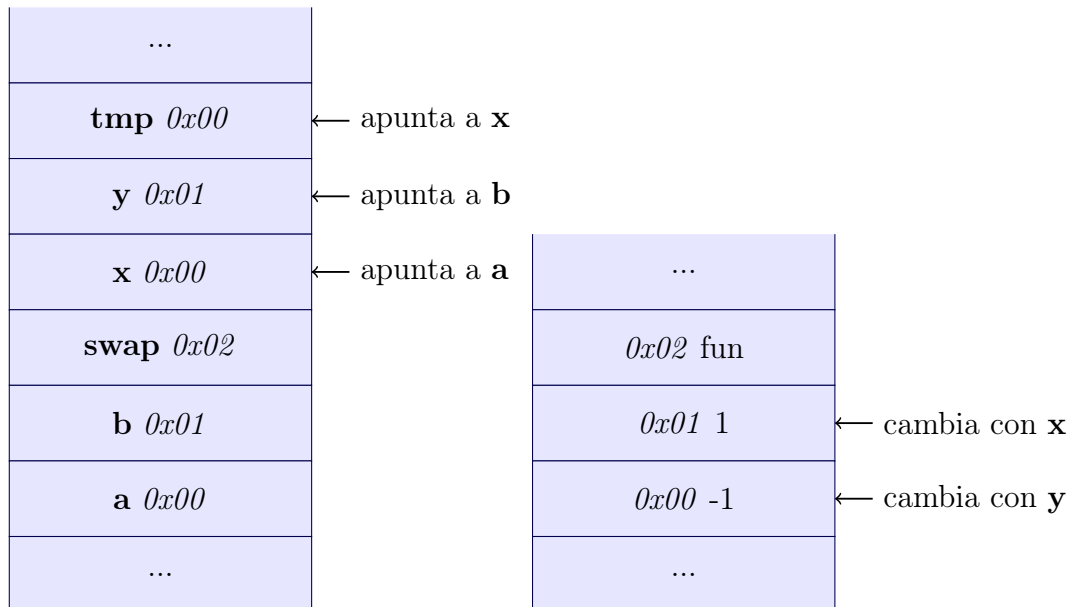 ...
tmp 0x00
apunta a x
y 0x01
apunta a b
x 0x00
apunta a a
swap 0x02
b 0x01
a 0x00
...
...
0x02 fun
0x01 1
cambia con x
0x00 -1
cambia con y
...